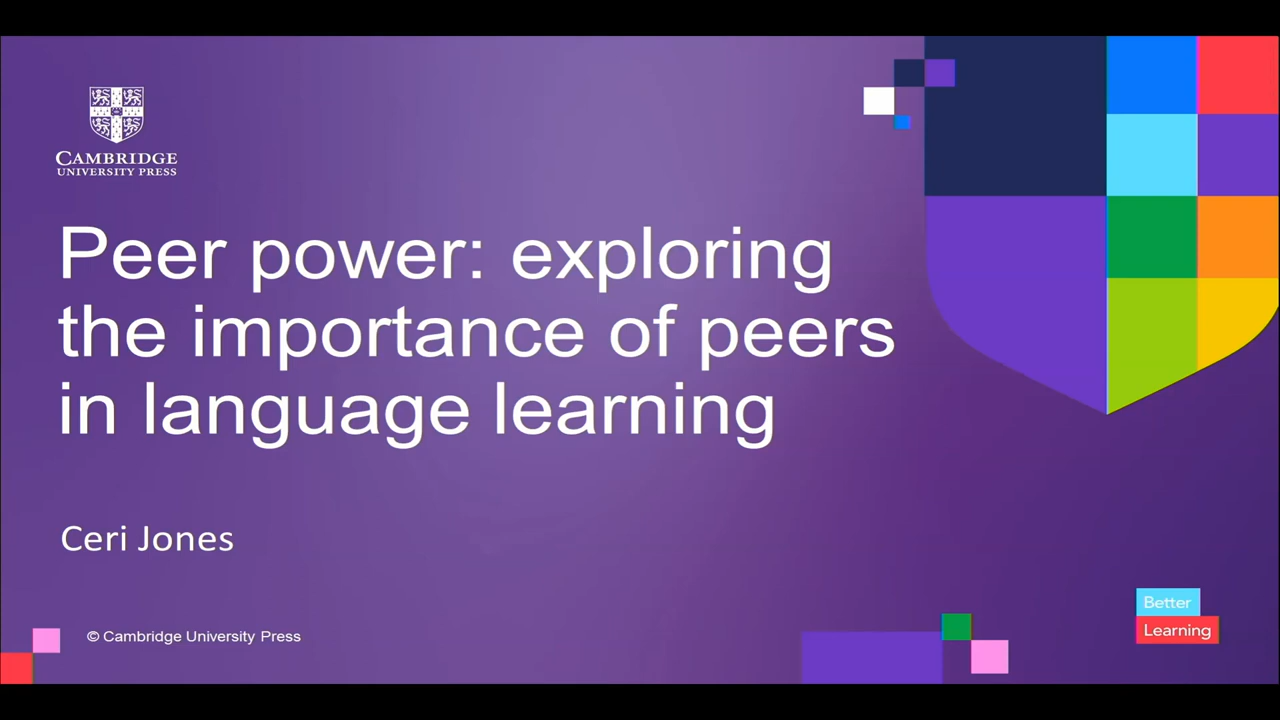 CAMBRIDGE
UNIVERSITY PRESS
Peer power: exploring
the importance of peers
in language learning
Ceri Jones
© Cambridge University Press
Better
Learning